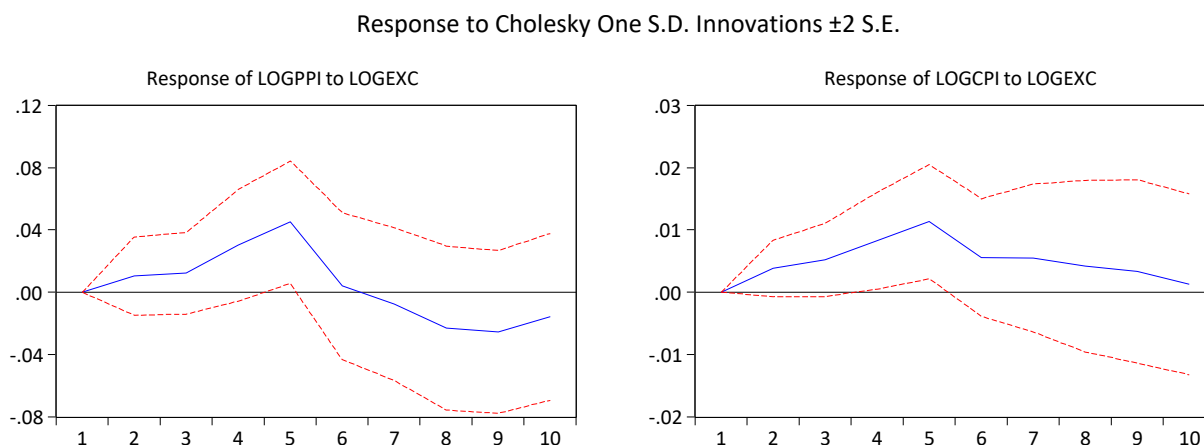 Response to Cholesky One S.D. Innovations ±2 S.E.
Response of LOGPPI to LOGEXC
.12
.08
.04
.00
-.04
-.08
1 2 3 4 5 6 7 8 9 10
Response of LOGCPI to LOGEXC
.03
.02
.01
.00
-.01
-.02
1 2 3 4 5 6 7 8 9 10